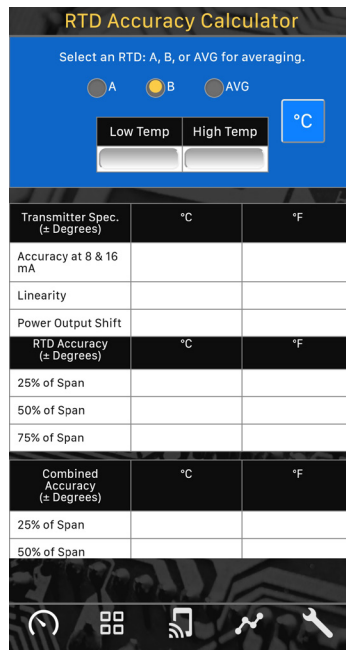 RTD Accuracy Calculator
Select an RTD: A, B, or AVG for averaging.
A B AVG
°C
Low Temp High Temp
Transmitter Spec. °C °F
(± Degrees)
Accuracy at 8 & 16
mA
Linearity
Power Output Shift
RTD Accuracy °C °F
(± Degrees)
25% of Span
50% of Span
75% of Span
Combined °C °F
Accuracy
(± Degrees)
25% of Span
50% of Span